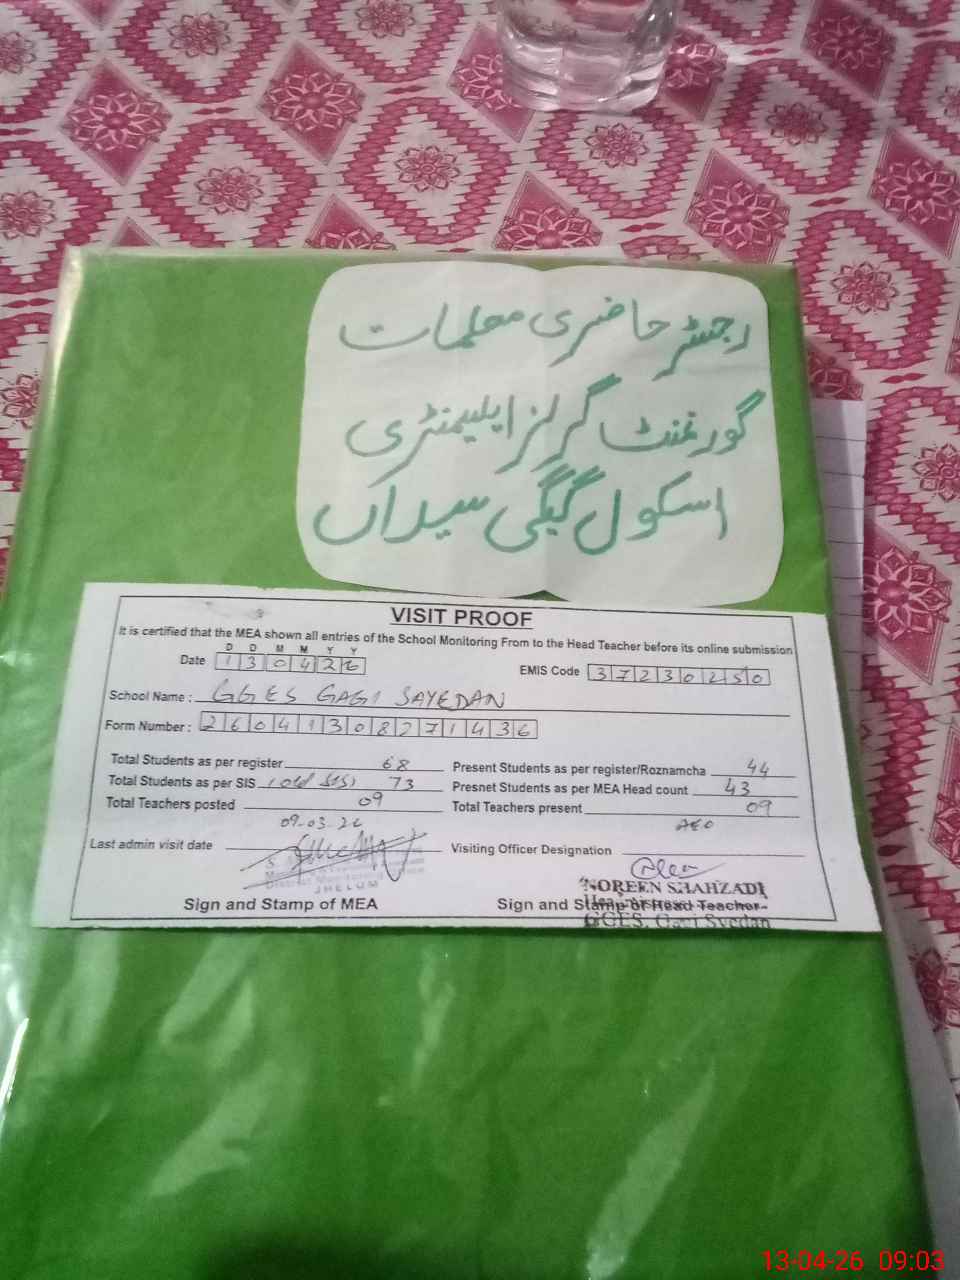 رجسٹر حاضری معلمات
گورنمنٹ گرلز ایلیمنٹری
اسکول گیگی سیداں
VISIT PROOF
It is certified that the MEA shown all entries of the School Monitoring From to the Head Teacher before its online submission
D D M M Y Y
Date 1 3 0 4 2 6
EMIS Code 3 7 2 3 0 2 5 0
School Name : GGES GAGI SAYEDAN
Form Number : 2 6 0 4 1 3 0 8 2 7 1 4 3 6
Total Students as per register 68
Present Students as per register/Roznamcha 44
Total Students as per SIS (old SIS) 73
Presnet Students as per MEA Head count 43
Total Teachers posted 09
Total Teachers present 09
Last admin visit date 09-03-26
Visiting Officer Designation AEO
JHELUM
NOREEN SHAHZADI
Sign and Stamp of MEA
Sign and Stamp of Head Teacher
GGES, Gagi Syedan
13-04-26 09:03